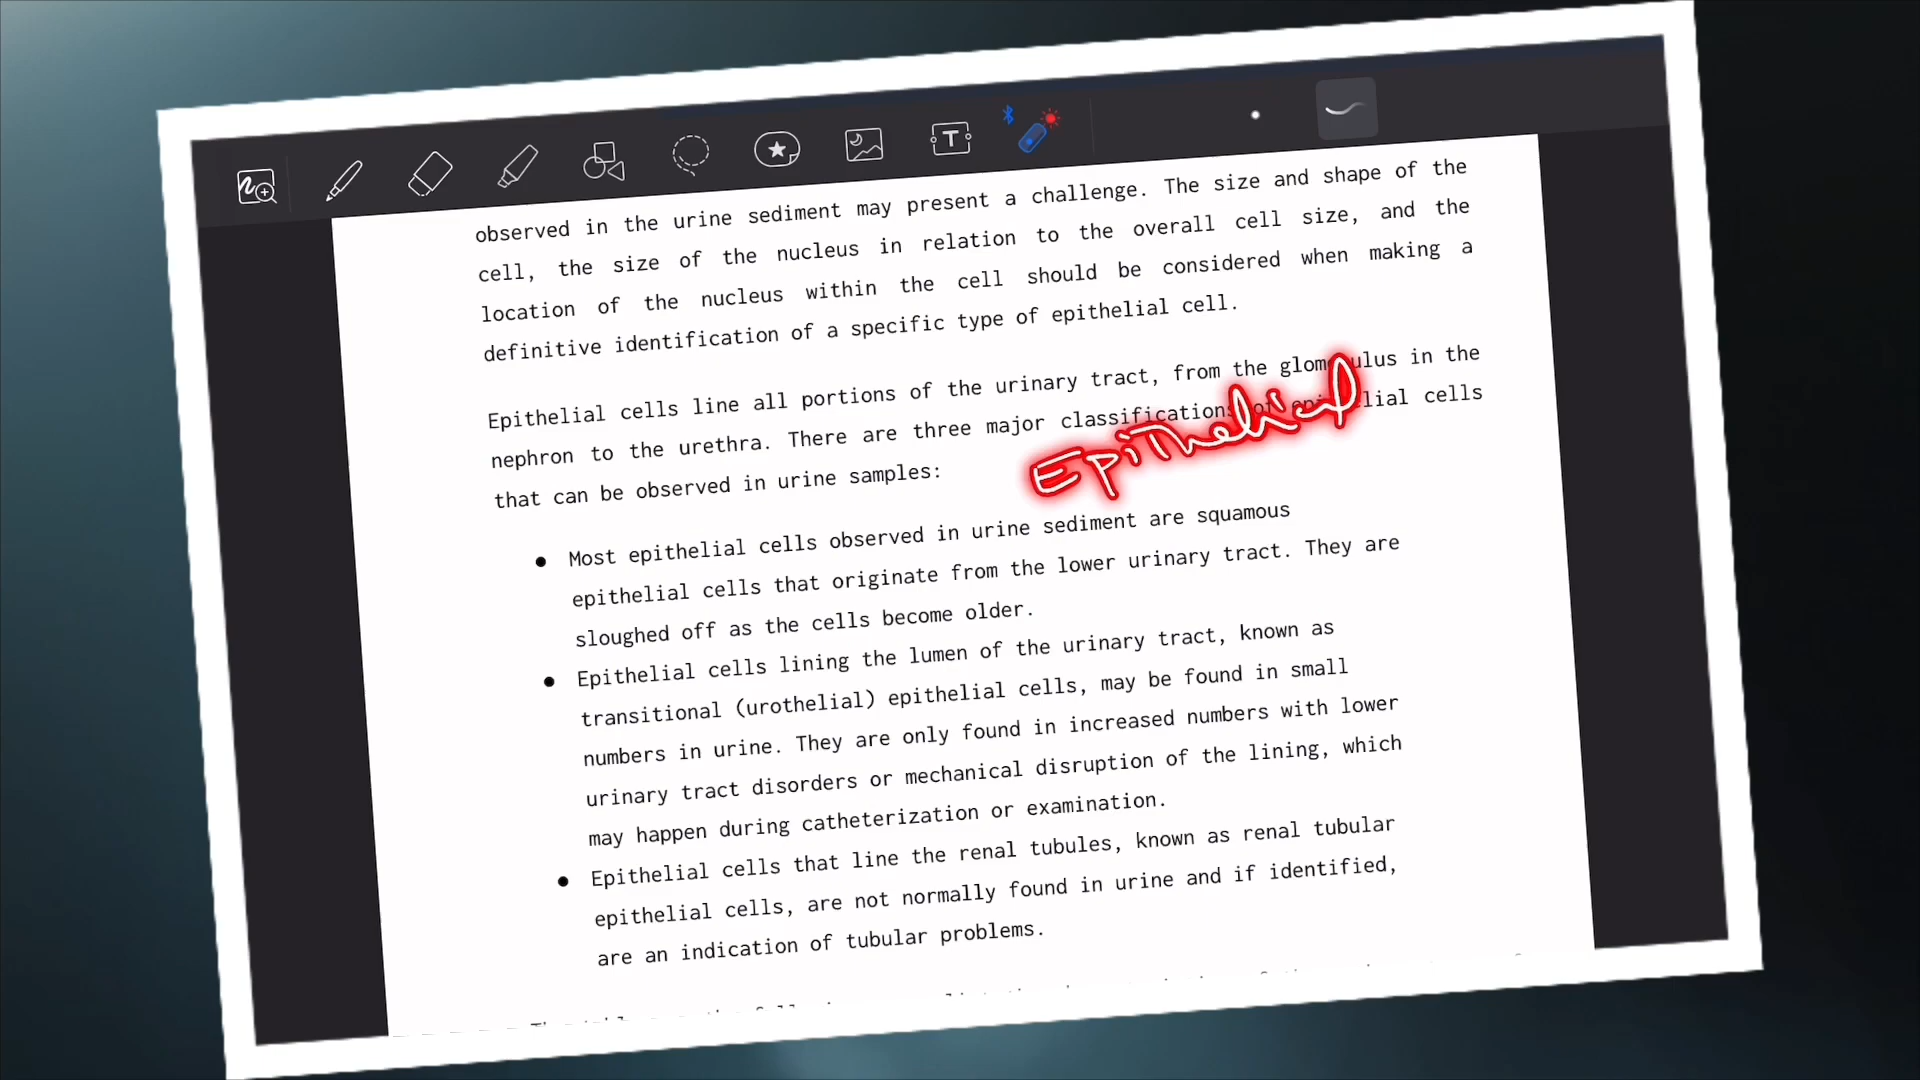 observed in the urine sediment may present a challenge. The size and shape of the
cell, the size of the nucleus in relation to the overall cell size, and the
location of the nucleus within the cell should be considered when making a
definitive identification of a specific type of epithelial cell.
Epithelial cells line all portions of the urinary tract, from the glomerulus in the
nephron to the urethra. There are three major classifications of epithelial cells
that can be observed in urine samples:
Epithelial
• Most epithelial cells observed in urine sediment are squamous
epithelial cells that originate from the lower urinary tract. They are
sloughed off as the cells become older.
• Epithelial cells lining the lumen of the urinary tract, known as
transitional (urothelial) epithelial cells, may be found in small
numbers in urine. They are only found in increased numbers with lower
urinary tract disorders or mechanical disruption of the lining, which
may happen during catheterization or examination.
• Epithelial cells that line the renal tubules, known as renal tubular
epithelial cells, are not normally found in urine and if identified,
are an indication of tubular problems.